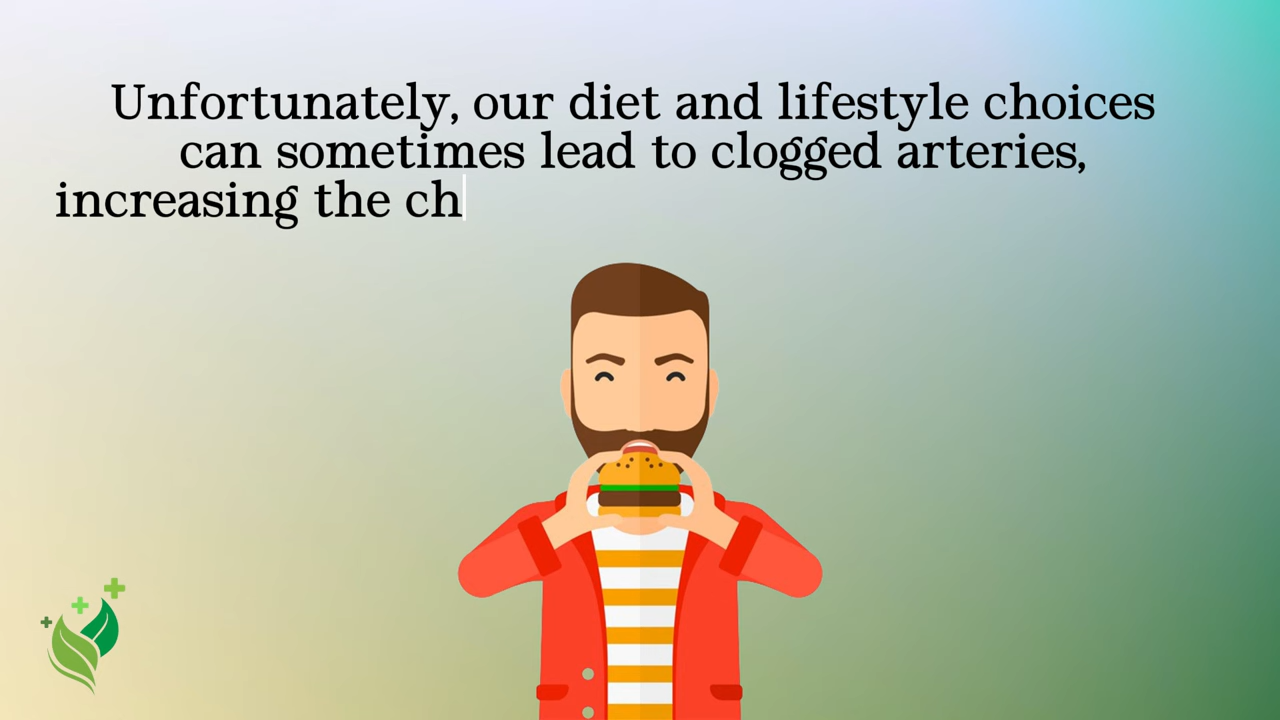 Unfortunately, our diet and lifestyle choices
can sometimes lead to clogged arteries,
increasing the ch